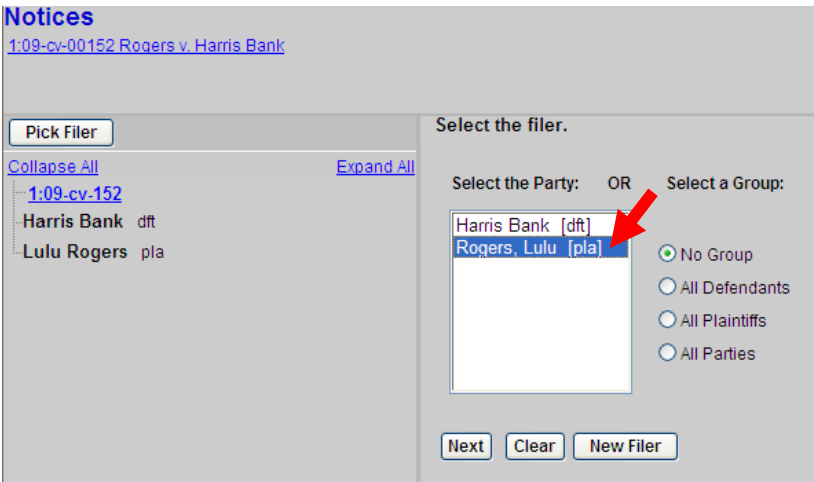 Notices
1:09-cv-00152 Rogers v. Harris Bank
Pick Filer
Collapse All Expand All
1:09-cv-152
Harris Bank dft
Lulu Rogers pla
Select the filer.
Select the Party: OR Select a Group:
Harris Bank [dft]
Rogers, Lulu [pla]
No Group
All Defendants
All Plaintiffs
All Parties
Next Clear New Filer